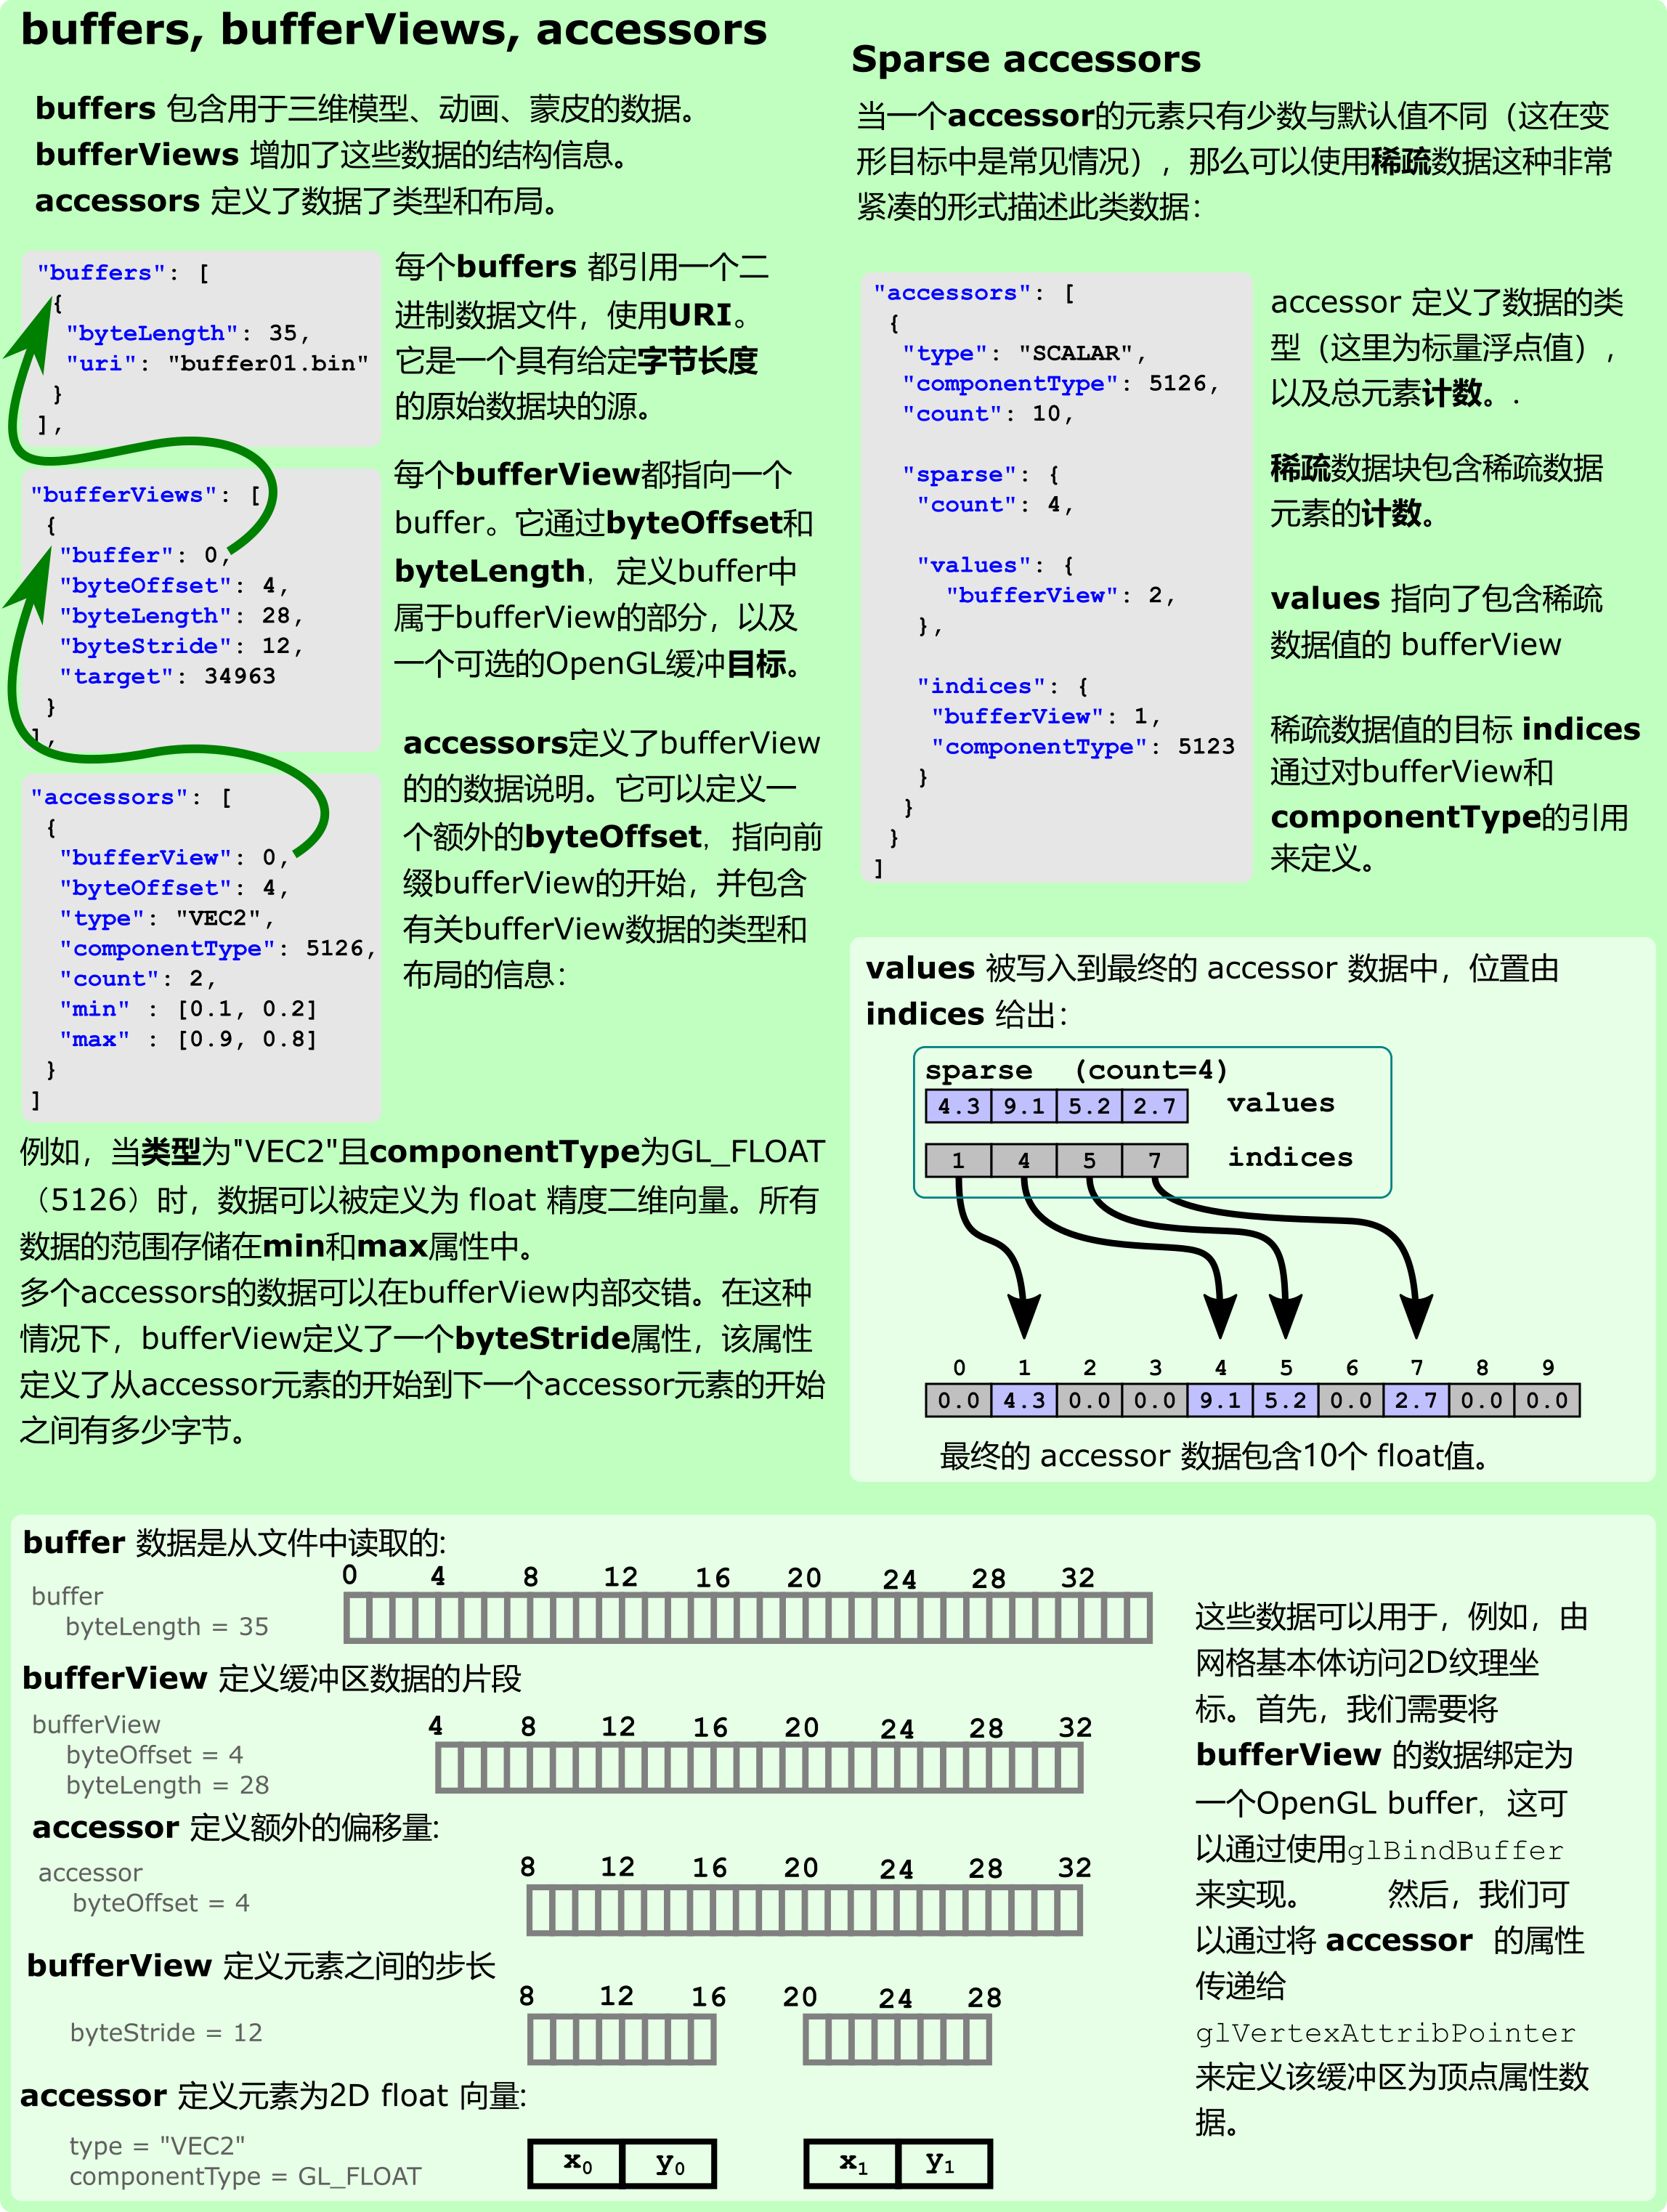 buffers, bufferViews, accessors
buffers 包含用于三维模型、动画、蒙皮的数据。
bufferViews 增加了这些数据的结构信息。
accessors 定义了数据了类型和布局。
"buffers": [
{
"byteLength": 35,
"uri": "buffer01.bin"
}
],
每个buffers 都引用一个二
进制数据文件，使用URI。
它是一个具有给定字节长度
的原始数据块的源。
"bufferViews": [
{
"buffer": 0,
"byteOffset": 4,
"byteLength": 28,
"byteStride": 12,
"target": 34963
}
],
每个bufferView都指向一个
buffer。它通过byteOffset和
byteLength，定义buffer中
属于bufferView的部分，以及
一个可选的OpenGL缓冲目标。
"accessors": [
{
"bufferView": 0,
"byteOffset": 4,
"type": "VEC2",
"componentType": 5126,
"count": 2,
"min" : [0.1, 0.2]
"max" : [0.9, 0.8]
}
]
accessors定义了bufferView
的的数据说明。它可以定义一
个额外的byteOffset，指向前
缀bufferView的开始，并包含
有关bufferView数据的类型和
布局的信息：
例如，当类型为"VEC2"且componentType为GL_FLOAT
（5126）时，数据可以被定义为 float 精度二维向量。所有
数据的范围存储在min和max属性中。
多个accessors的数据可以在bufferView内部交错。在这种
情况下，bufferView定义了一个byteStride属性，该属性
定义了从accessor元素的开始到下一个accessor元素的开始
之间有多少字节。
Sparse accessors
当一个accessor的元素只有少数与默认值不同（这在变
形目标中是常见情况），那么可以使用稀疏数据这种非常
紧凑的形式描述此类数据：
"accessors": [
{
"type": "SCALAR",
"componentType": 5126,
"count": 10,
"sparse": {
"count": 4,
"values": {
"bufferView": 2,
},
"indices": {
"bufferView": 1,
"componentType": 5123
}
}
}
]
accessor 定义了数据的类
型（这里为标量浮点值），
以及总元素计数。.
稀疏数据块包含稀疏数据
元素的计数。
values 指向了包含稀疏
数据值的 bufferView
稀疏数据值的目标 indices
通过对bufferView和
componentType的引用
来定义。
values 被写入到最终的 accessor 数据中，位置由
indices 给出：
sparse (count=4)
4.3 9.1 5.2 2.7 values
1 4 5 7 indices
0 1 2 3 4 5 6 7 8 9
0.0 4.3 0.0 0.0 9.1 5.2 0.0 2.7 0.0 0.0
最终的 accessor 数据包含10个 float值。
buffer 数据是从文件中读取的:
0 4 8 12 16 20 24 28 32
buffer
byteLength = 35
bufferView 定义缓冲区数据的片段
4 8 12 16 20 24 28 32
bufferView
byteOffset = 4
byteLength = 28
accessor 定义额外的偏移量:
8 12 16 20 24 28 32
accessor
byteOffset = 4
bufferView 定义元素之间的步长
8 12 16 20 24 28
byteStride = 12
accessor 定义元素为2D float 向量:
type = "VEC2"
componentType = GL_FLOAT
x0 y0 x1 y1
这些数据可以用于，例如，由
网格基本体访问2D纹理坐
标。首先，我们需要将
bufferView 的数据绑定为
一个OpenGL buffer，这可
以通过使用glBindBuffer
来实现。 然后，我们可
以通过将 accessor 的属性
传递给
glVertexAttribPointer
来定义该缓冲区为顶点属性数
据。